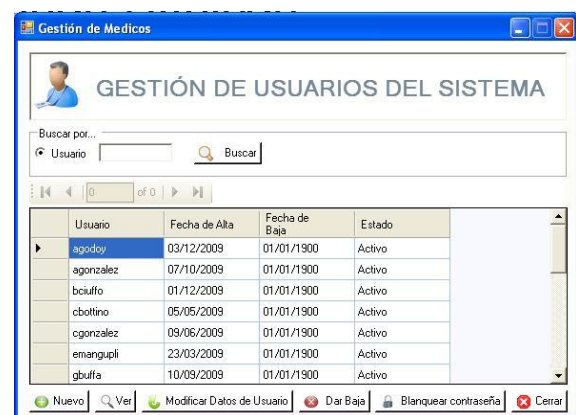 Gestión de Medicos
GESTIÓN DE USUARIOS DEL SISTEMA
Buscar por...
Usuario
Buscar
0 of 0
Usuario Fecha de Alta Fecha de Baja Estado
agodoy 03/12/2009 01/01/1900 Activo
agonzalez 07/10/2009 01/01/1900 Activo
bciuffo 01/12/2009 01/01/1900 Activo
cbottino 05/05/2009 01/01/1900 Activo
cgonzalez 09/06/2009 01/01/1900 Activo
emangupli 23/03/2009 01/01/1900 Activo
gbuffa 10/09/2009 01/01/1900 Activo
Nuevo Ver Modificar Datos de Usuario Dar Baja Blanquear contraseña Cerrar